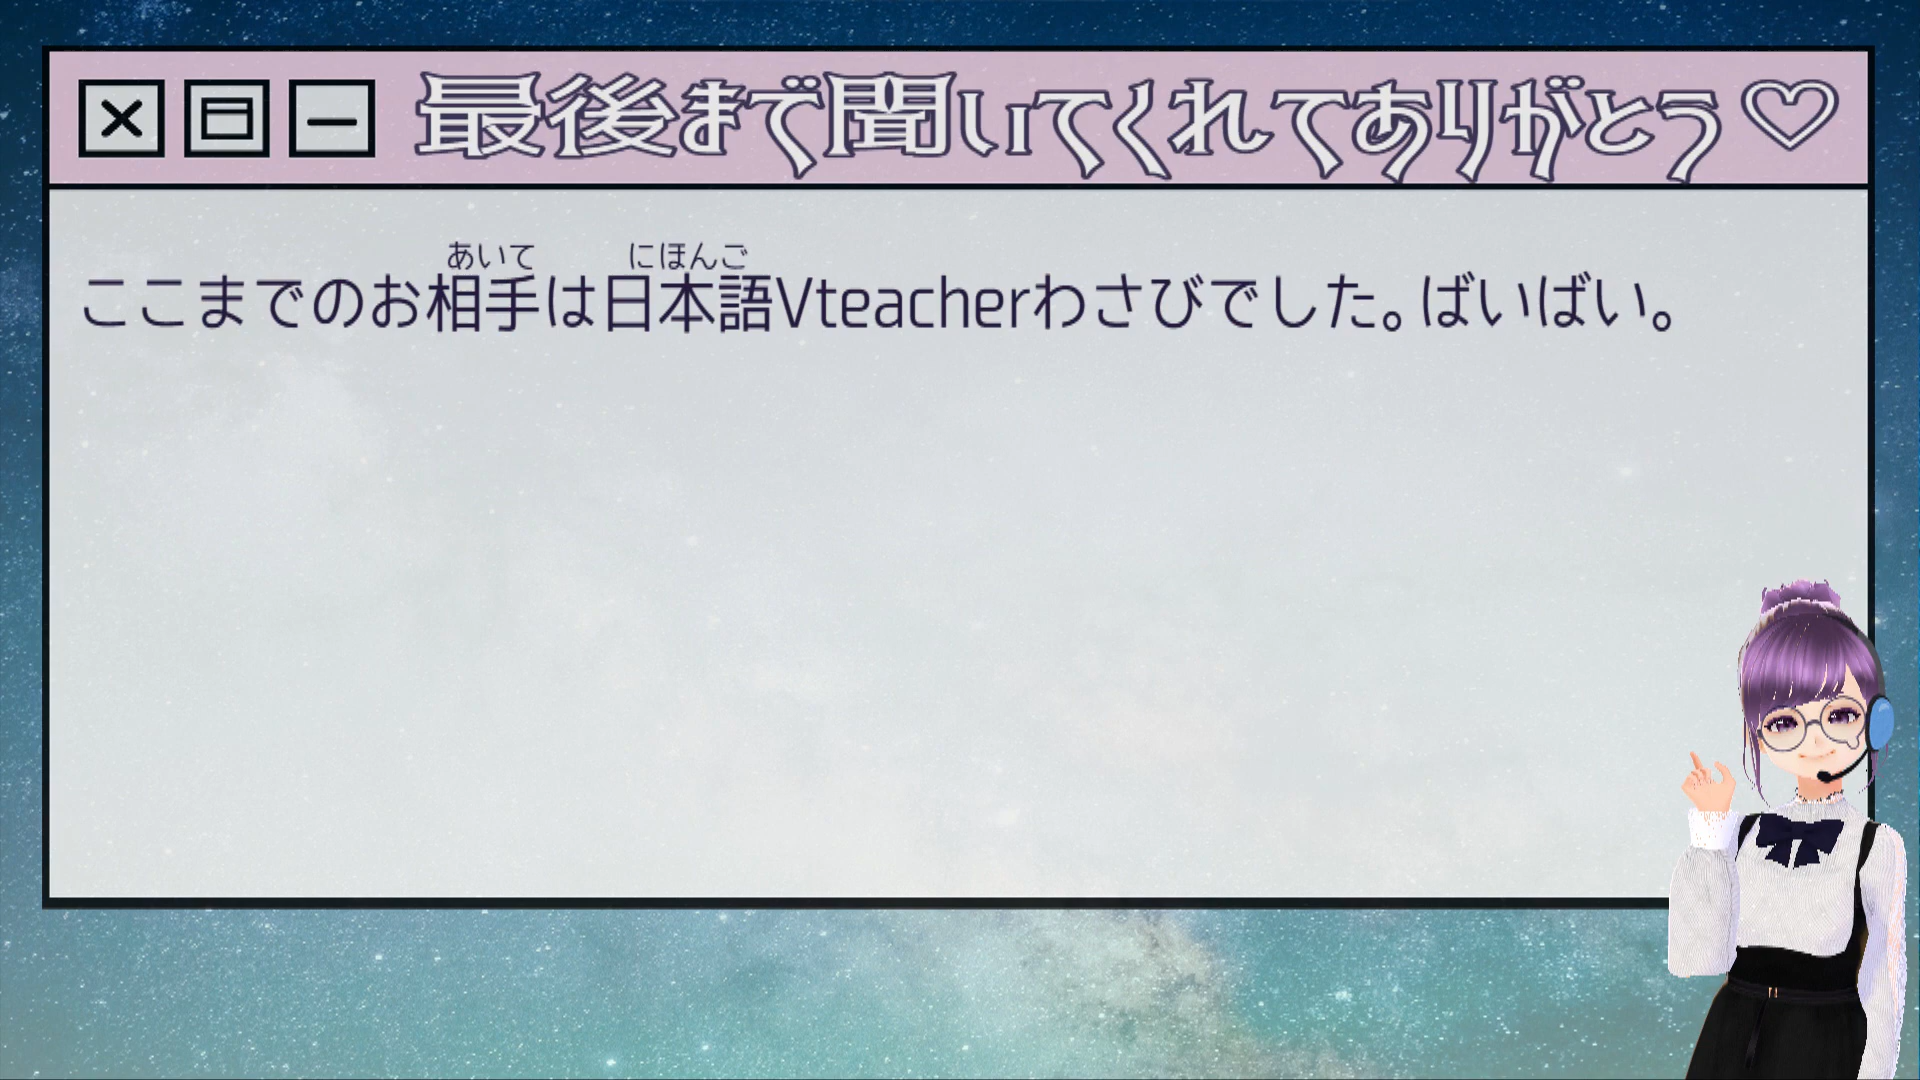 最後まで聞いてくれてありがとう♡
あいて にほんご
ここまでのお相手は日本語Vteacherわさびでした。ばいばい。